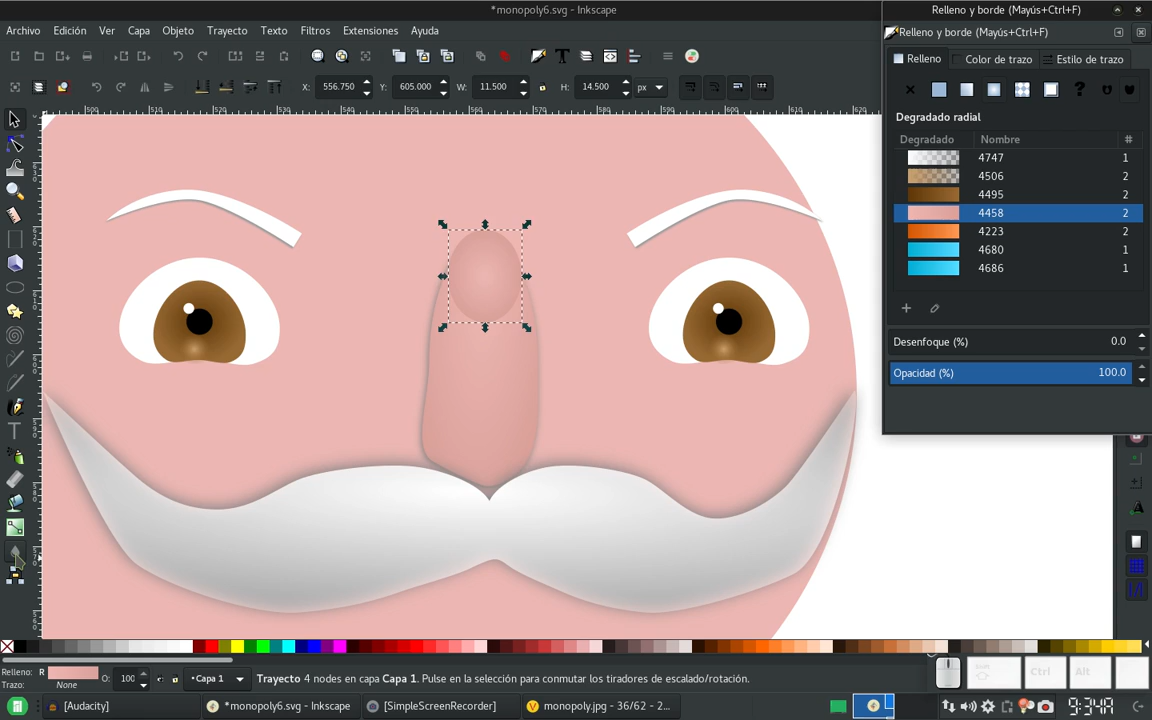 *monopoly6.svg - Inkscape
Relleno y borde (Mayús+Ctrl+F)
Archivo Edición Ver Capa Objeto Trayecto Texto Filtros Extensiones Ayuda
Relleno y borde (Mayús+Ctrl+F)
Relleno Color de trazo Estilo de trazo
X: 556.750 Y: 605.000 W: 11.500 H: 14.500 px
Degradado radial
Degradado Nombre #
4747 1
4506 2
4495 2
4458 2
4223 2
4680 1
4686 1
Desenfoque (%) 0.0
Opacidad (%) 100.0
Relleno: R O: 100 •Capa 1 Trayecto 4 nodes en capa Capa 1. Pulse en la selección para conmutar los tiradores de escalado/rotación.
Trazo: None
Ctrl Alt
[Audacity] *monopoly6.svg - Inkscape [SimpleScreenRecorder] monopoly.jpg - 36/62 - 2...